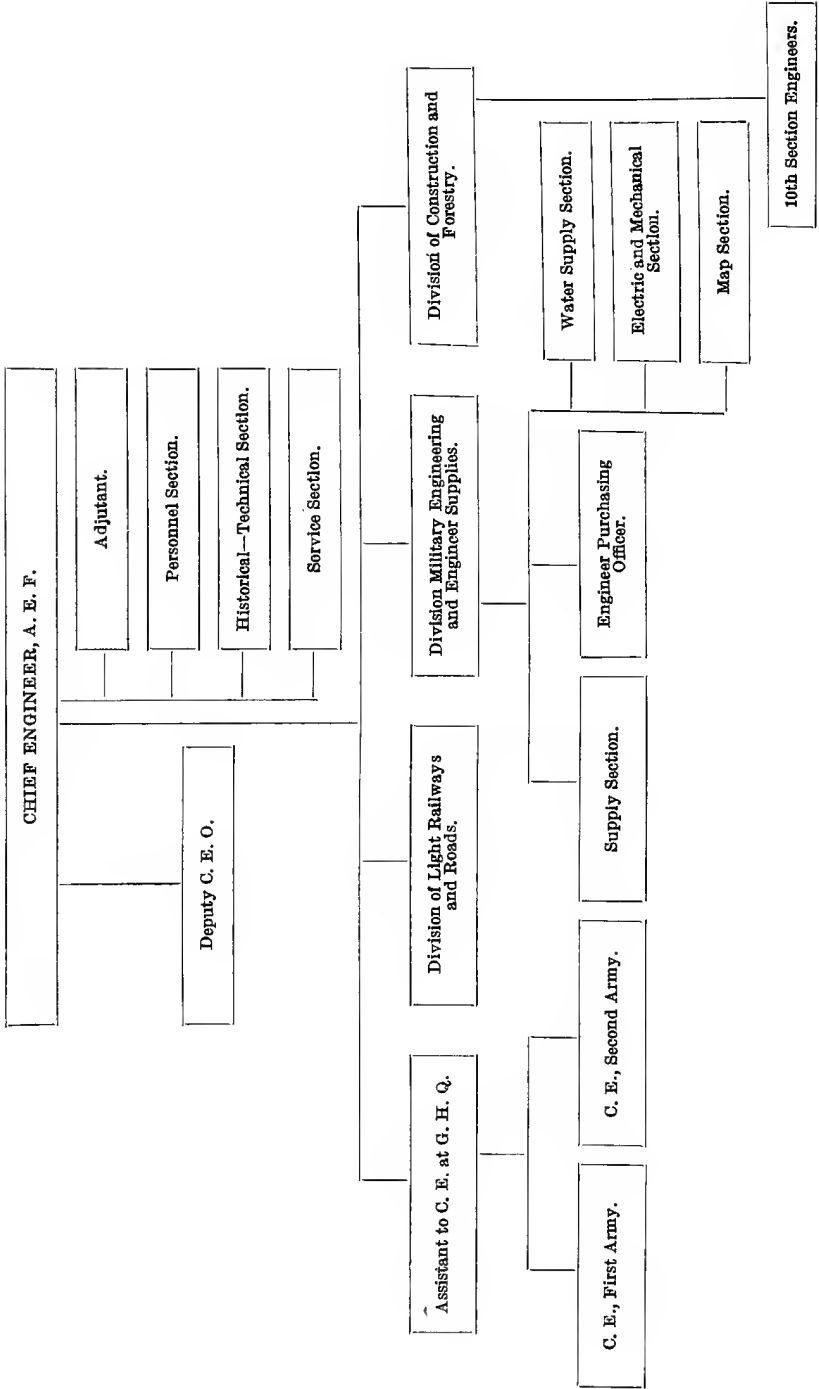 CHIEF ENGINEER, A. E. F.
Deputy C. E. O.
Adjutant.
Personnel Section.
Historical—Technical Section.
Service Section.
Assistant to C. E. at G. H. Q.
Division of Light Railways
and Roads.
Division Military Engineering
and Engineer Supplies.
Division of Construction and
Forestry.
C. E., First Army.
C. E., Second Army.
Supply Section.
Engineer Purchasing
Officer.
Water Supply Section.
Electric and Mechanical
Section.
Map Section.
10th Section Engineers.